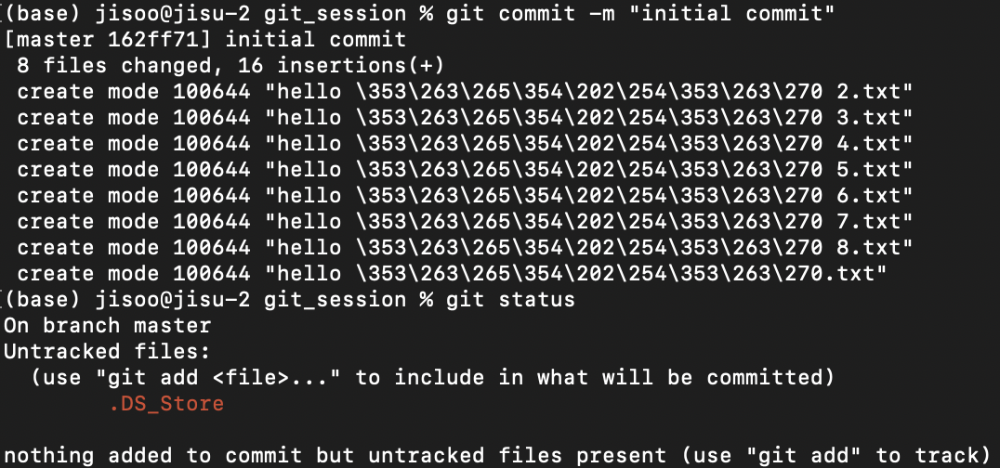 (base) jisoo@jisu-2 git_session % git commit -m "initial commit"
[master 162ff71] initial commit
 8 files changed, 16 insertions(+)
 create mode 100644 "hello \353\263\265\354\202\254\353\263\270 2.txt"
 create mode 100644 "hello \353\263\265\354\202\254\353\263\270 3.txt"
 create mode 100644 "hello \353\263\265\354\202\254\353\263\270 4.txt"
 create mode 100644 "hello \353\263\265\354\202\254\353\263\270 5.txt"
 create mode 100644 "hello \353\263\265\354\202\254\353\263\270 6.txt"
 create mode 100644 "hello \353\263\265\354\202\254\353\263\270 7.txt"
 create mode 100644 "hello \353\263\265\354\202\254\353\263\270 8.txt"
 create mode 100644 "hello \353\263\265\354\202\254\353\263\270.txt"
(base) jisoo@jisu-2 git_session % git status
On branch master
Untracked files:
  (use "git add <file>..." to include in what will be committed)
        .DS_Store
nothing added to commit but untracked files present (use "git add" to track)